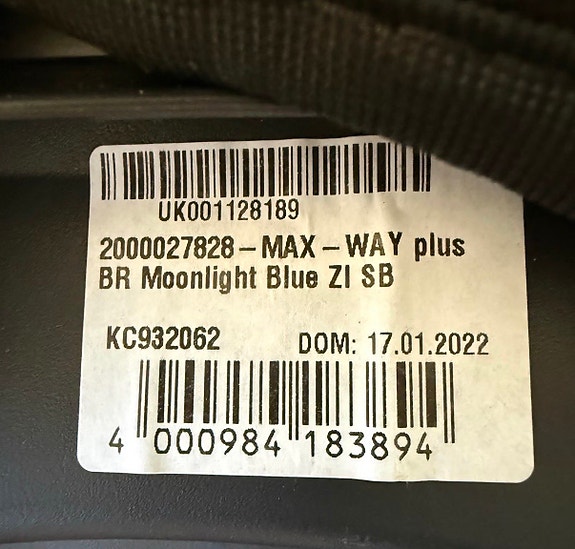 UK001128189
2000027828-MAX-WAY plus
BR Moonlight Blue ZI SB
KC932062 DOM: 17.01.2022
4 000984 183894